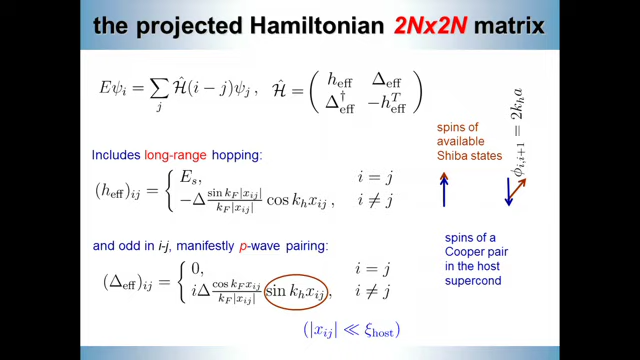 the projected Hamiltonian 2Nx2N matrix
Eψ_i = ∑_j Ĥ(i − j)ψ_j , Ĥ = ( h_eff Δ_eff
Δ†_eff −h^T_eff )
spins of
available
Shiba states
ϕ_{i,i+1} = 2k_h a
Includes long-range hopping:
(h_eff)_ij = { E_s, i = j
−Δ sin k_F|x_ij| / k_F|x_ij| cos k_h x_ij , i ≠ j
and odd in i-j, manifestly p-wave pairing:
spins of a
Cooper pair
in the host
supercond
(Δ_eff)_ij = { 0, i = j
iΔ cos k_F x_ij / k_F|x_ij| sin k_h x_ij , i ≠ j
(|x_ij| ≪ ξ_host)